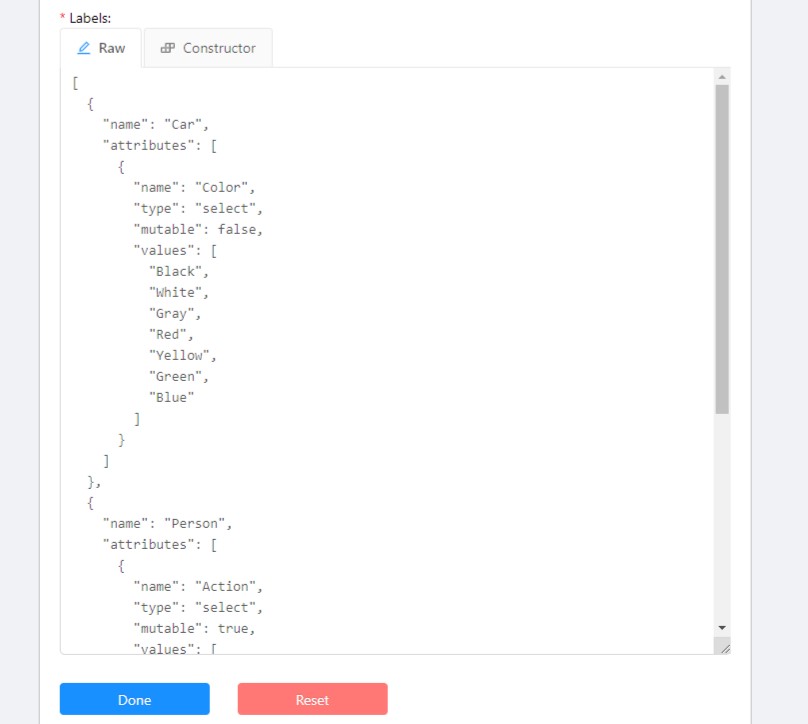 * Labels:
Raw
Constructor
[
  {
    "name": "Car",
    "attributes": [
      {
        "name": "Color",
        "type": "select",
        "mutable": false,
        "values": [
          "Black",
          "White",
          "Gray",
          "Red",
          "Yellow",
          "Green",
          "Blue"
        ]
      }
    ]
  },
  {
    "name": "Person",
    "attributes": [
      {
        "name": "Action",
        "type": "select",
        "mutable": true,
        "values": [
Done
Reset